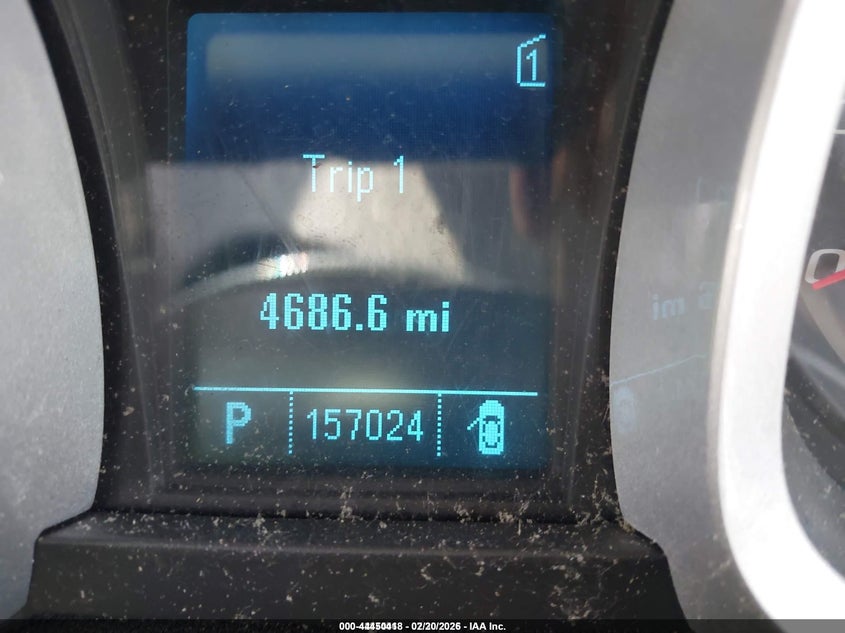 1
Trip 1
4686.6 mi
P 157024
02/20/2026 - IAA Inc.